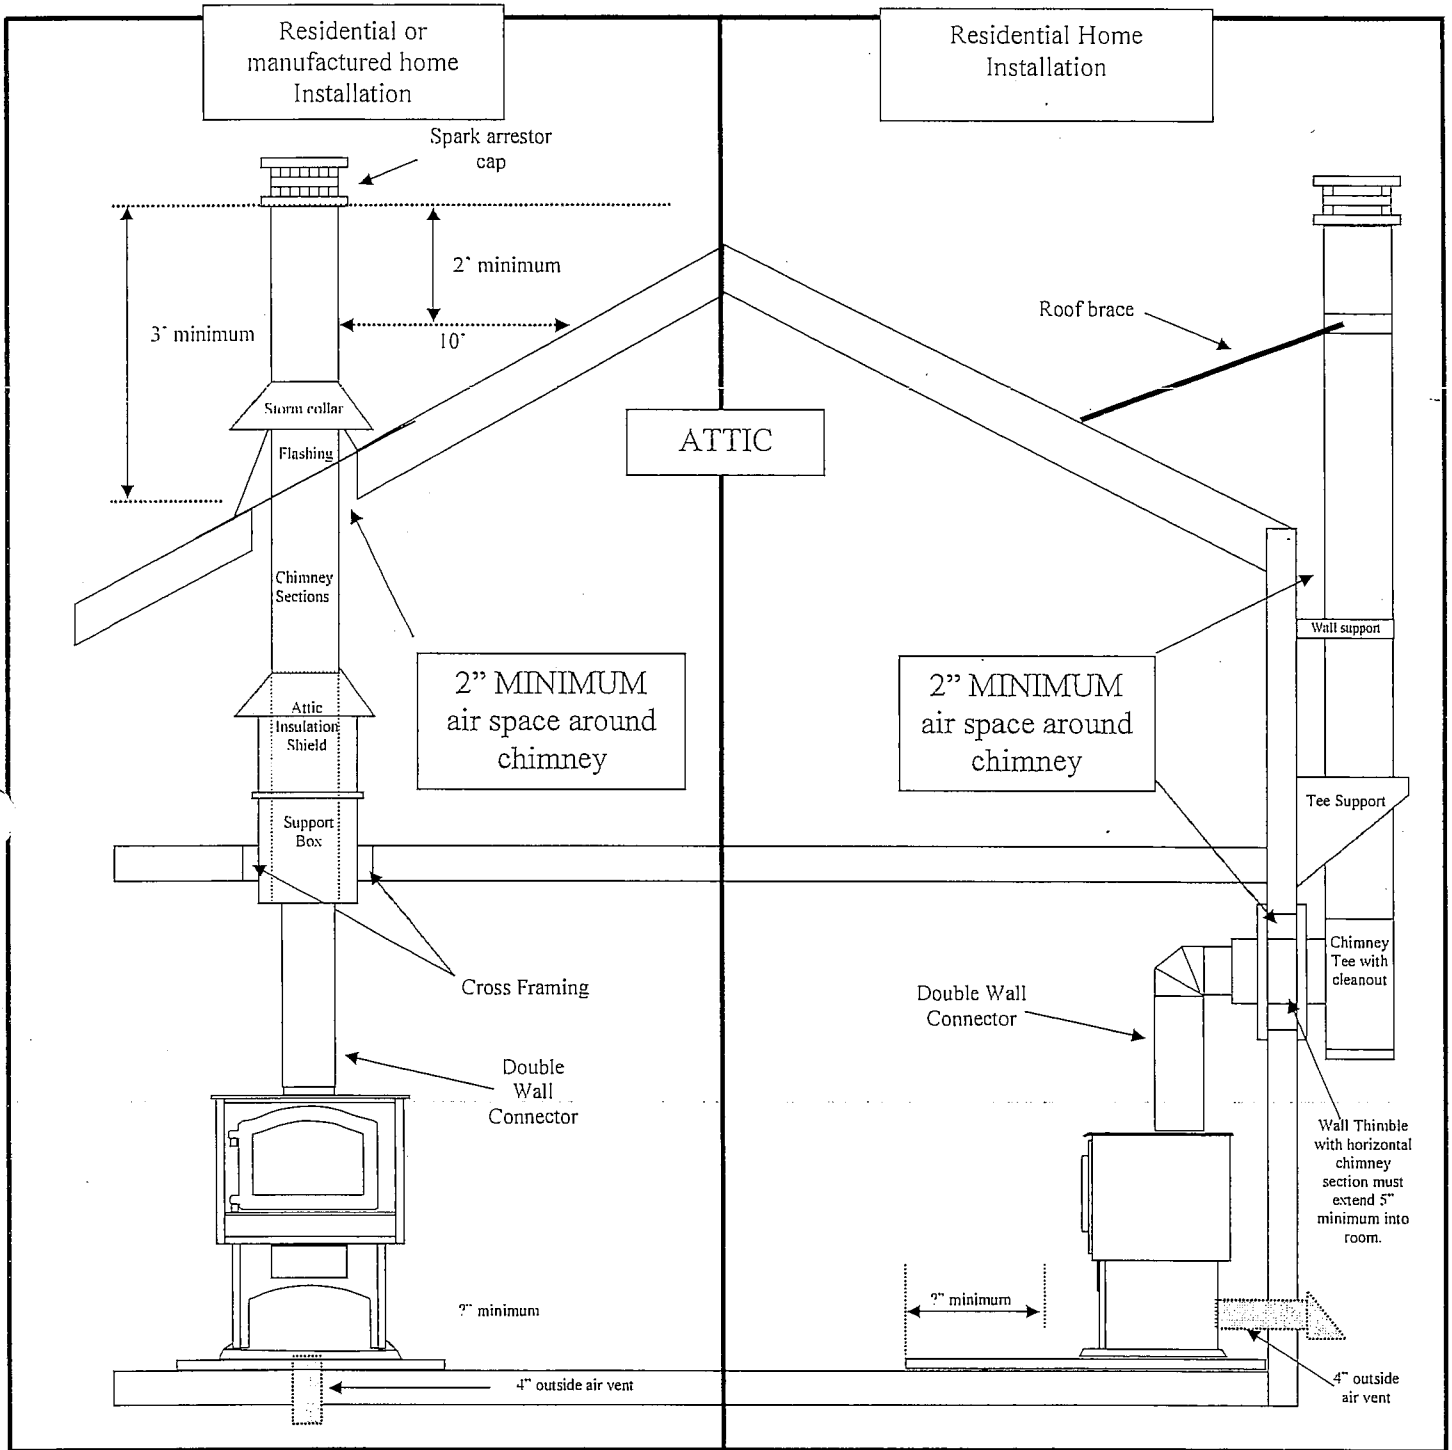 Residential or
manufactured home
Installation
Residential Home
Installation
Spark arrestor
cap
2' minimum
3' minimum
10'
Storm collar
Flashing
Roof brace
ATTIC
Chimney
Sections
2” MINIMUM
air space around
chimney
2” MINIMUM
air space around
chimney
Wall support
Attic
Insulation
Shield
Support
Box
Tee Support
Cross Framing
Chimney
Tee with
cleanout
Double Wall
Connector
Double
Wall
Connector
Wall Thimble
with horizontal
chimney
section must
extend 5”
minimum into
room.
?” minimum
?” minimum
4” outside air vent
4” outside
air vent